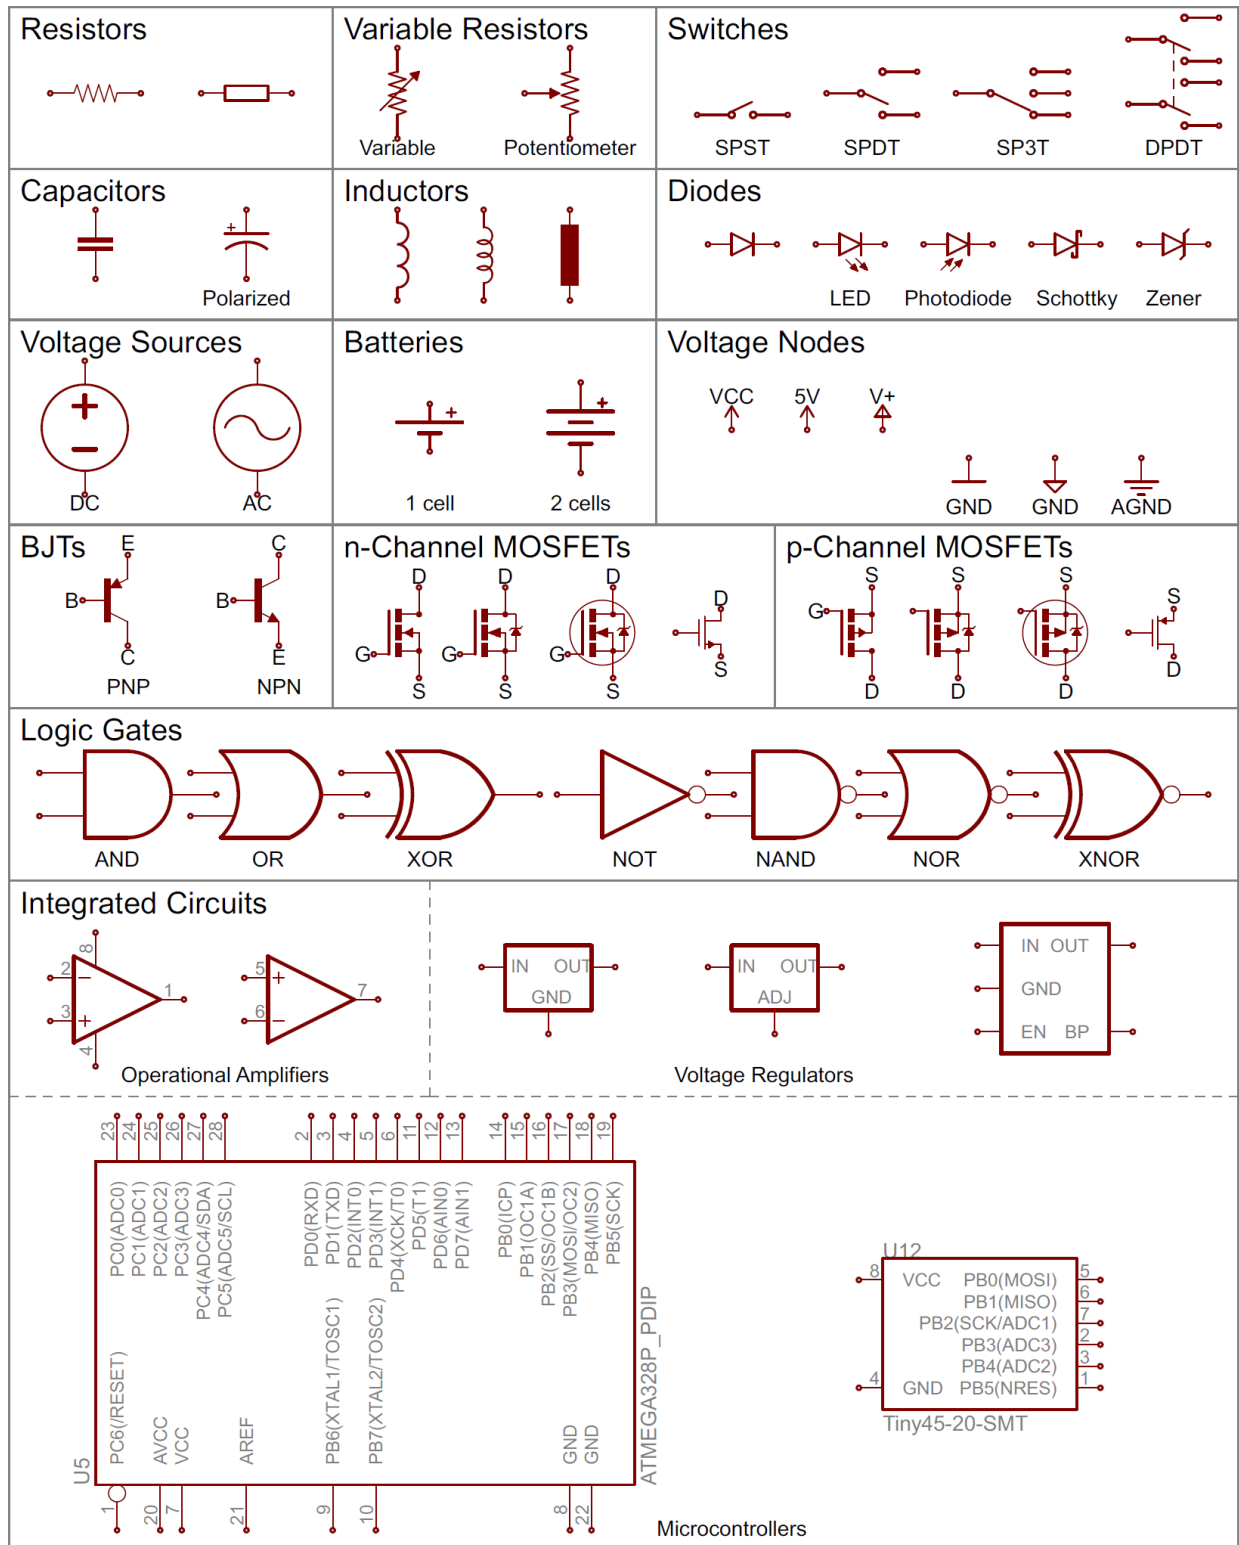 Resistors
Variable Resistors
Variable
Potentiometer
Switches
SPST
SPDT
SP3T
DPDT
Capacitors
+
Polarized
Inductors
Diodes
LED
Photodiode
Schottky
Zener
Voltage Sources
+
−
DC
AC
Batteries
+
+
1 cell
2 cells
Voltage Nodes
VCC
5V
V+
GND
GND
AGND
BJTs
E
B
C
PNP
C
B
E
NPN
n-Channel MOSFETs
D
G
S
D
G
S
D
G
S
D
S
p-Channel MOSFETs
S
G
D
S
D
S
D
S
D
Logic Gates
AND
OR
XOR
NOT
NAND
NOR
XNOR
Integrated Circuits
8
2
−
1
3
+
4
5
+
7
6
−
Operational Amplifiers
IN OUT
GND
IN OUT
ADJ
IN OUT
GND
EN BP
Voltage Regulators
23
24
25
26
27
28
2
3
4
5
6
11
12
13
14
15
16
17
18
19
PC0(ADC0)
PC1(ADC1)
PC2(ADC2)
PC3(ADC3)
PC4(ADC4/SDA)
PC5(ADC5/SCL)
PD0(RXD)
PD1(TXD)
PD2(INT0)
PD3(INT1)
PD4(XCK/T0)
PD5(T1)
PD6(AIN0)
PD7(AIN1)
PB0(ICP)
PB1(OC1A)
PB2(SS/OC1B)
PB3(MOSI/OC2)
PB4(MISO)
PB5(SCK)
PC6(/RESET)
AVCC
VCC
AREF
PB6(XTAL1/TOSC1)
PB7(XTAL2/TOSC2)
GND
GND
U5
ATMEGA328P_PDIP
1
20
7
21
9
10
8
22
U12
8 VCC PB0(MOSI) 5
PB1(MISO) 6
PB2(SCK/ADC1) 7
PB3(ADC3) 2
PB4(ADC2) 3
4 GND PB5(NRES) 1
Tiny45-20-SMT
Microcontrollers